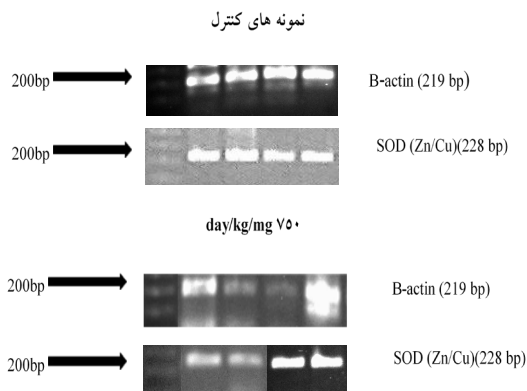 نمونه های کنترل
200bp
B-actin (219 bp)
200bp
SOD (Zn/Cu)(228 bp)
day/kg/mg ۷۵۰
200bp
B-actin (219 bp)
200bp
SOD (Zn/Cu)(228 bp)